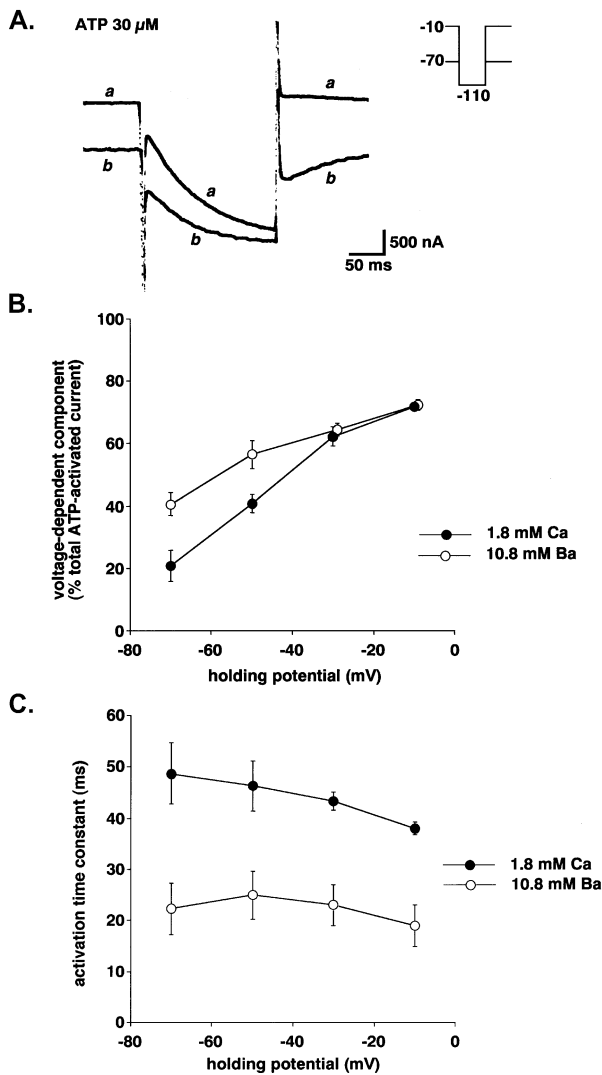 A.
ATP 30 µM
-10
-70
-110
a
b
a
b
a
b
500 nA
50 ms
B.
voltage-dependent component
(% total ATP-activated current)
100
80
60
40
20
0
-80
-60
-40
-20
0
holding potential (mV)
1.8 mM Ca
10.8 mM Ba
C.
activation time constant (ms)
60
50
40
30
20
10
0
-80
-60
-40
-20
0
holding potential (mV)
1.8 mM Ca
10.8 mM Ba